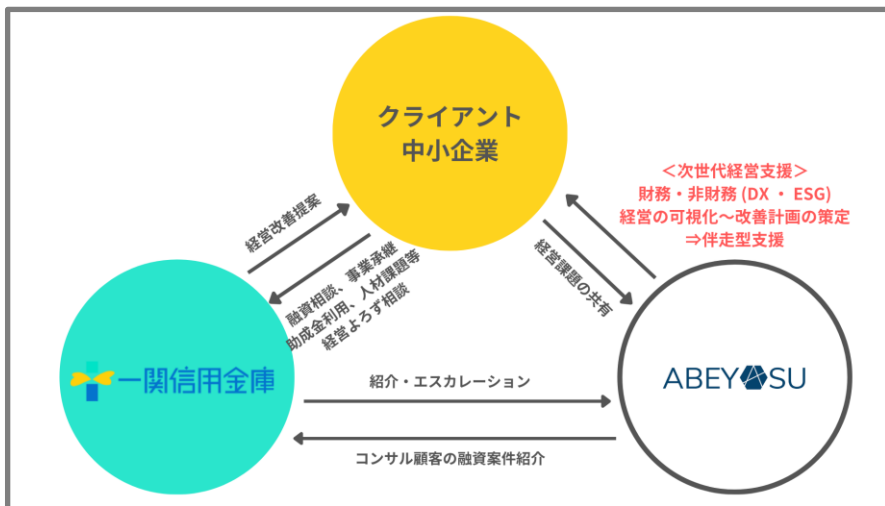 クライアント
中小企業
＜次世代経営支援＞
財務・非財務 (DX ・ ESG)
経営の可視化～改善計画の策定
⇒伴走型支援
経営改善提案
融資相談、事業承継
助成金利用、人材課題等
経営よろず相談
経営課題の共有
一関信用金庫
ABEYASU
紹介・エスカレーション
コンサル顧客の融資案件紹介